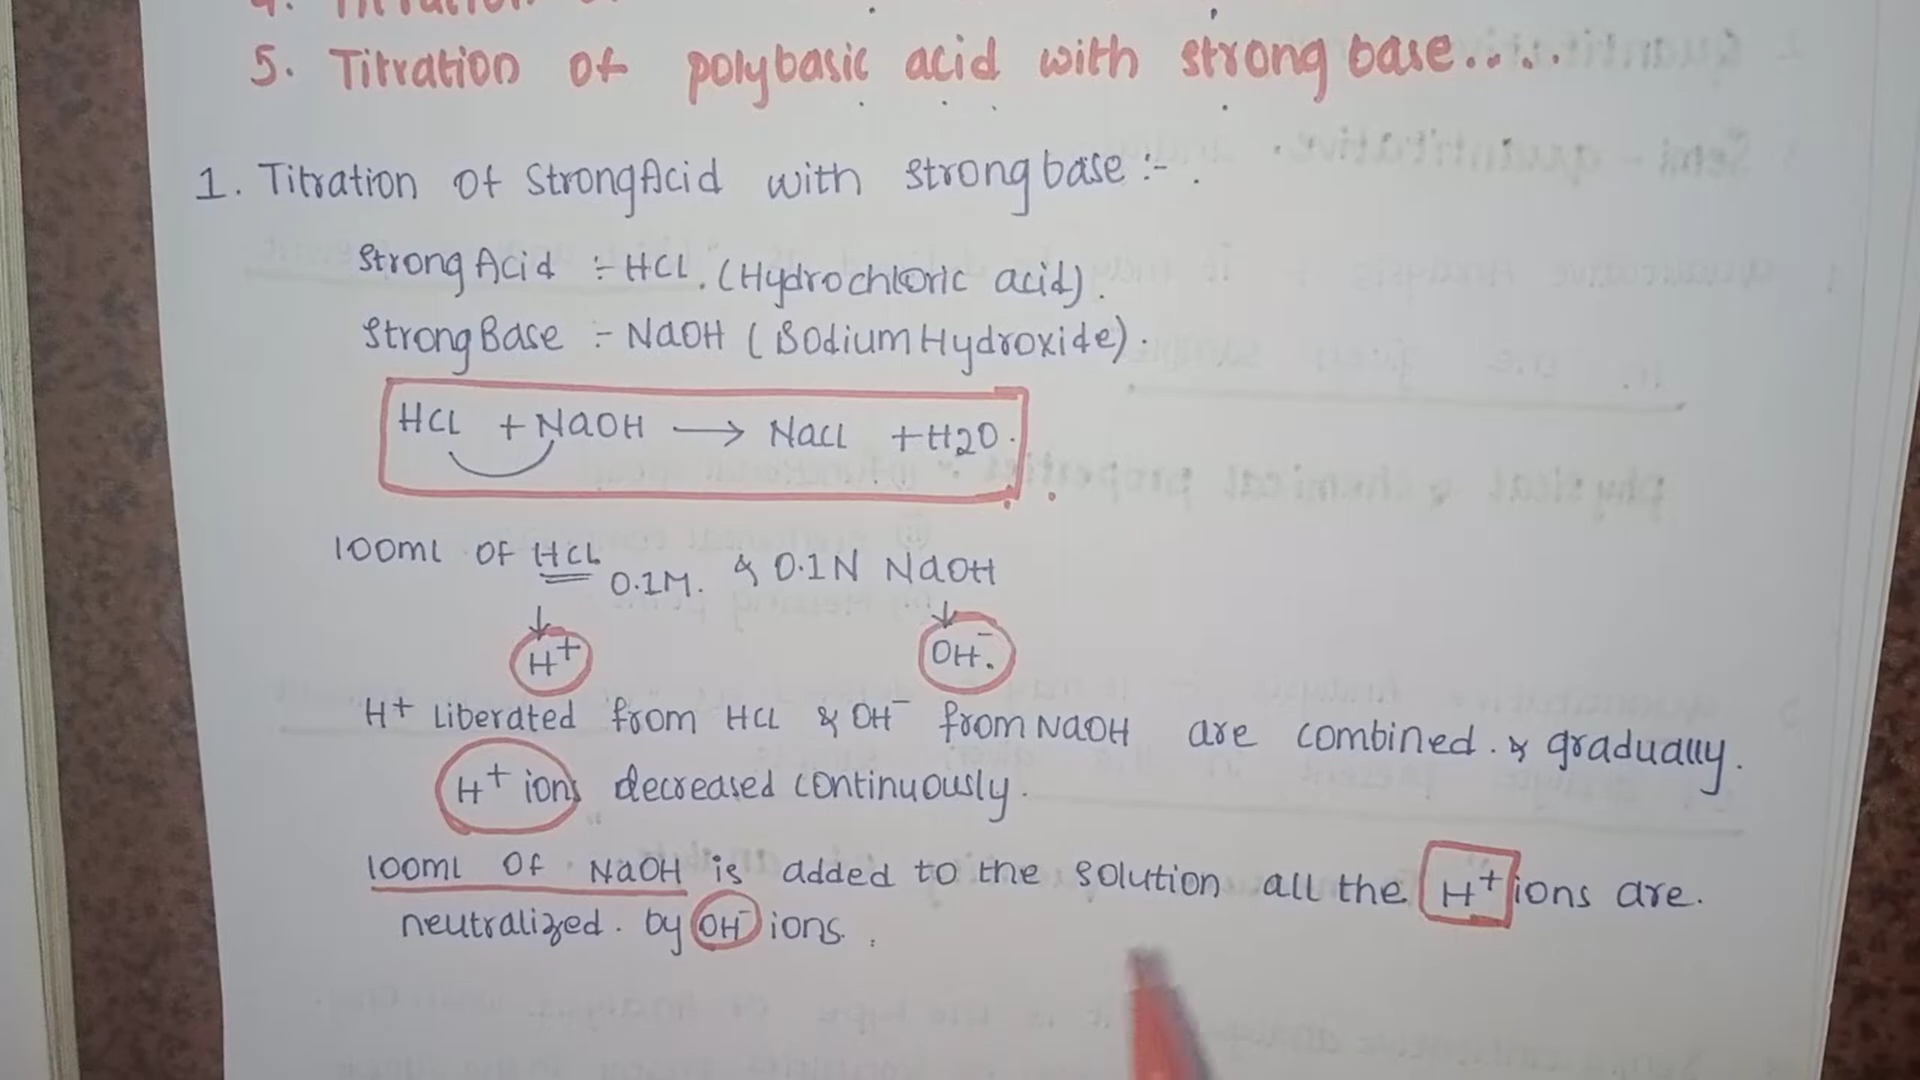 5. Titration of polybasic acid with strong base.....
1. Titration of Strong Acid with strong base :-
Strong Acid :- HCl. (Hydrochloric acid).
Strong Base :- NaOH (Sodium Hydroxide).
HCl + NaOH → NaCl + H2O.
100ml of HCl 0.1M. & 0.1N NaOH
↓ ↓
H+ OH-.
H+ Liberated from HCl & OH- from NaOH are combined. & gradually.
H+ ions decreased continuously.
100ml of NaOH is added to the solution all the H+ ions are.
neutralized. by OH- ions.